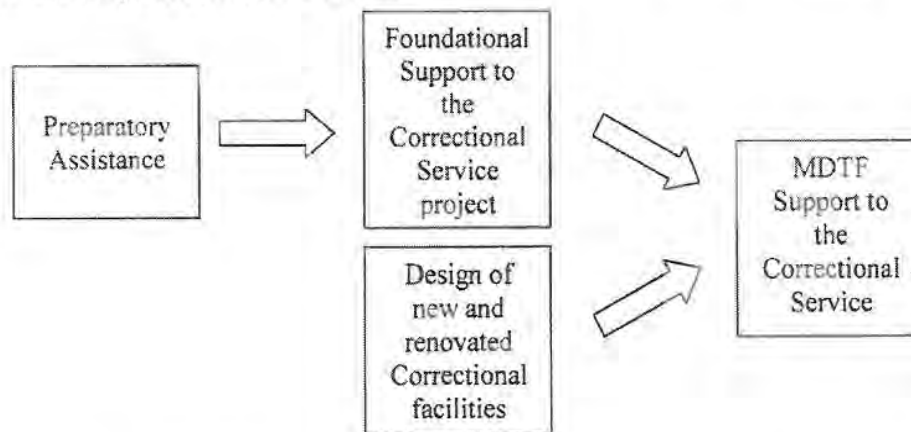 Preparatory
Assistance
Foundational
Support to
the
Correctional
Service
project
Design of
new and
renovated
Correctional
facilities
MDTF
Support to
the
Correctional
Service